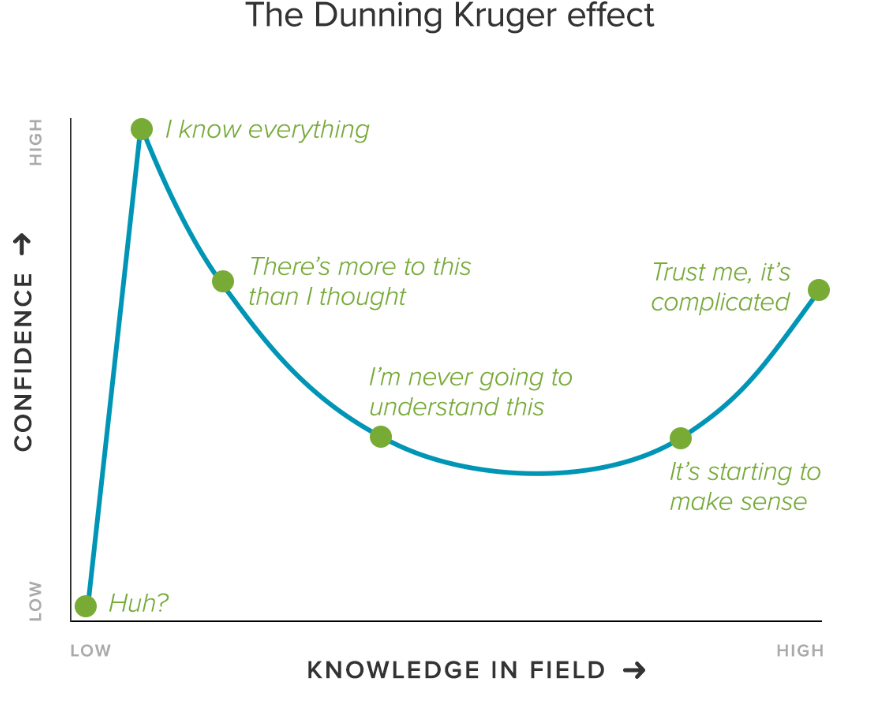 The Dunning Kruger effect
HIGH
I know everything
There's more to this
than I thought
Trust me, it's
complicated
CONFIDENCE →
I'm never going to
understand this
It's starting to
make sense
LOW
Huh?
LOW
HIGH
KNOWLEDGE IN FIELD →